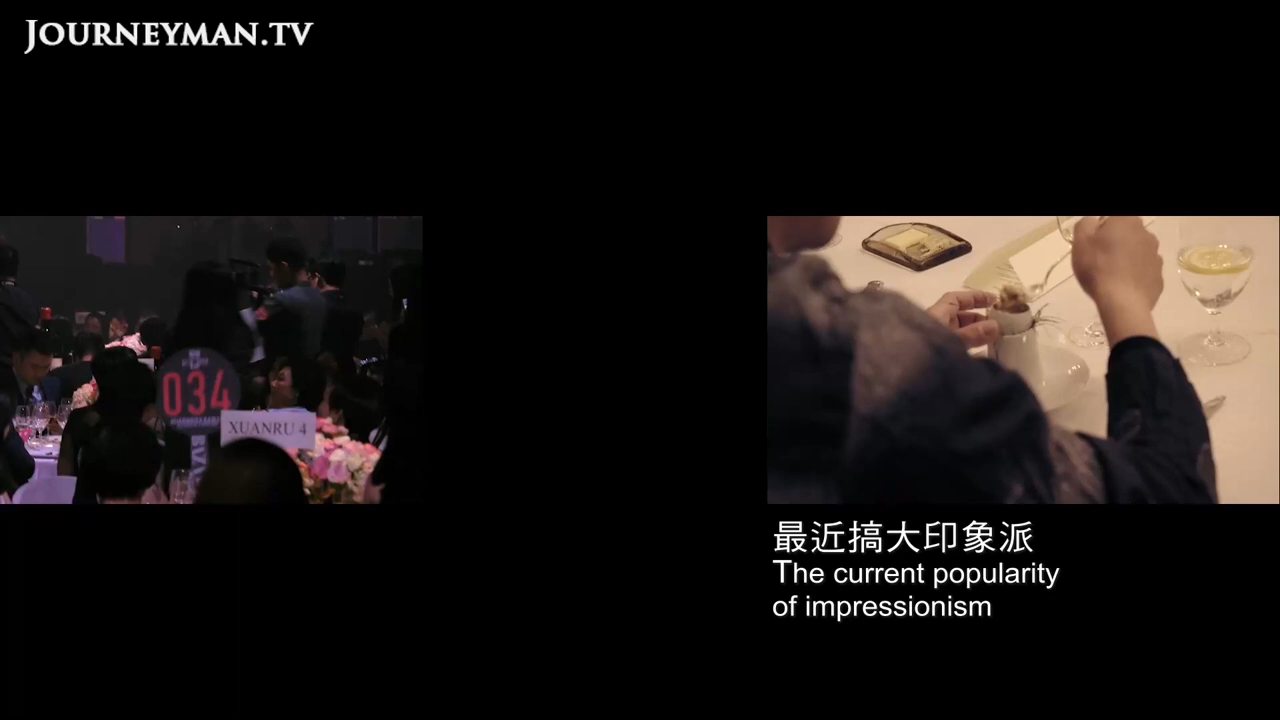 JOURNEYMAN.TV
034
XUANRU 4
最近搞大印象派
The current popularity
of impressionism